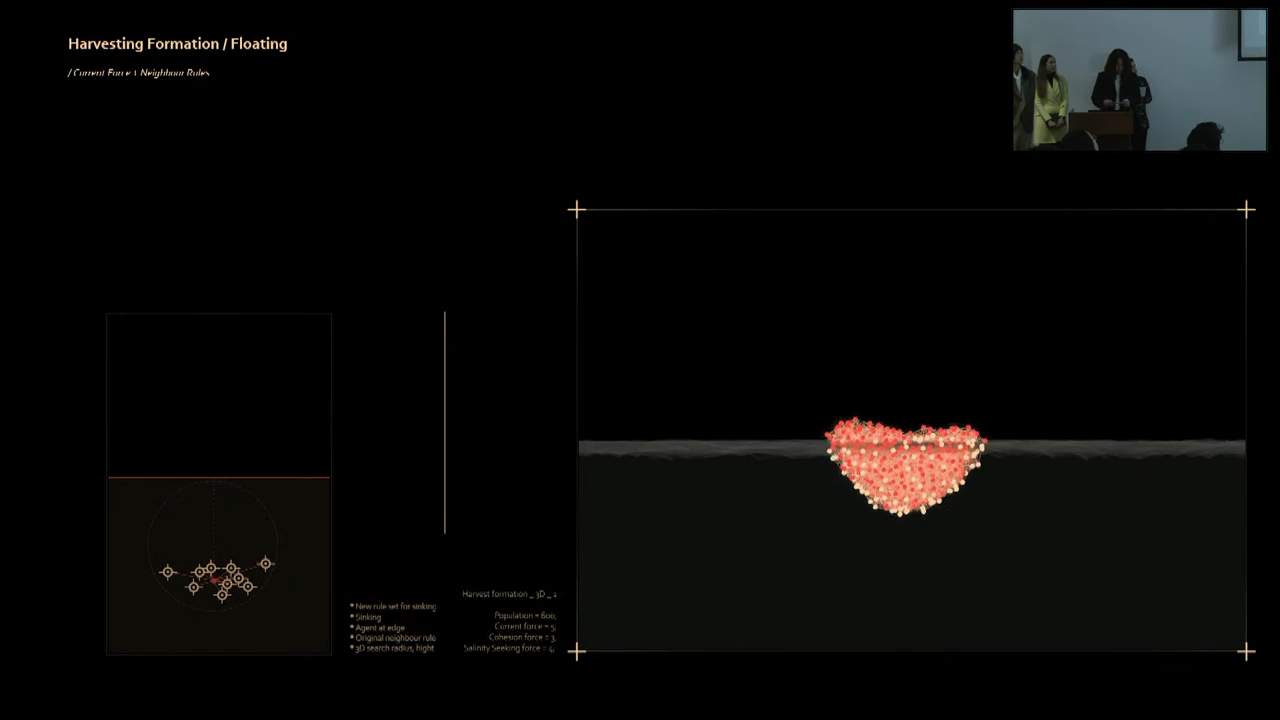 Harvesting Formation / Floating
/ Current Force + Neighbour Rules
* New rule set for sinking
* Sinking
* Agent at edge
* Original neighbour rule
* 3D search radius, hight
Harvest formation _ 3D _ 1
Population = 600,
Current force = 5,
Cohesion force = 3,
Salinity Seeking force = 4,